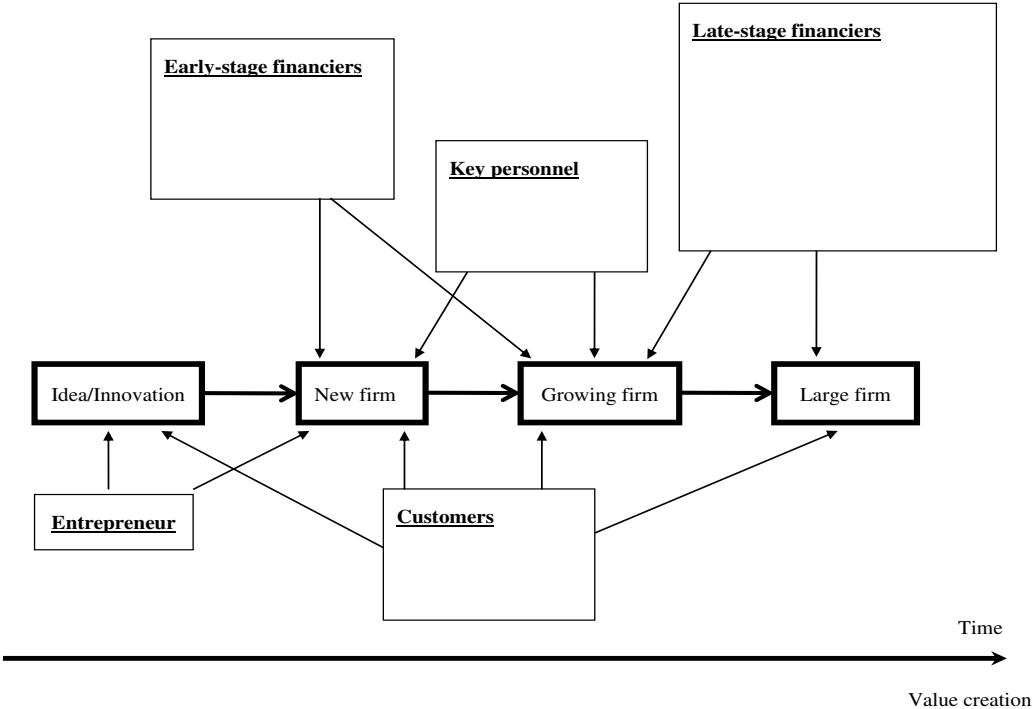 Late-stage financiers
Early-stage financiers
Key personnel
Idea/Innovation
New firm
Growing firm
Large firm
Entrepreneur
Customers
Time
Value creation